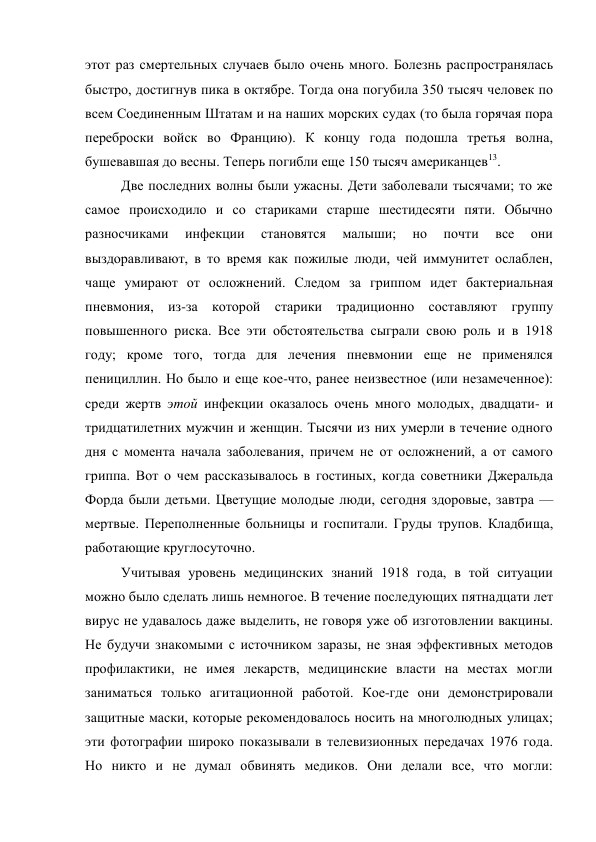 этот раз смертельных случаев было очень много. Болезнь распространялась
быстро, достигнув пика в октябре. Тогда она погубила 350 тысяч человек по
всем Соединенным Штатам и на наших морских судах (то была горячая пора
переброски войск во Францию). К концу года подошла третья волна,
бушевавшая до весны. Теперь погибли еще 150 тысяч американцев¹³.
Две последних волны были ужасны. Дети заболевали тысячами; то же
самое происходило и со стариками старше шестидесяти пяти. Обычно
разносчиками инфекции становятся малыши; но почти все они
выздоравливают, в то время как пожилые люди, чей иммунитет ослаблен,
чаще умирают от осложнений. Следом за гриппом идет бактериальная
пневмония, из-за которой старики традиционно составляют группу
повышенного риска. Все эти обстоятельства сыграли свою роль и в 1918
году; кроме того, тогда для лечения пневмонии еще не применялся
пенициллин. Но было и еще кое-что, ранее неизвестное (или незамеченное):
среди жертв этой инфекции оказалось очень много молодых, двадцати- и
тридцатилетних мужчин и женщин. Тысячи из них умерли в течение одного
дня с момента начала заболевания, причем не от осложнений, а от самого
гриппа. Вот о чем рассказывалось в гостиных, когда советники Джеральда
Форда были детьми. Цветущие молодые люди, сегодня здоровые, завтра —
мертвые. Переполненные больницы и госпитали. Груды трупов. Кладбища,
работающие круглосуточно.
Учитывая уровень медицинских знаний 1918 года, в той ситуации
можно было сделать лишь немногое. В течение последующих пятнадцати лет
вирус не удавалось даже выделить, не говоря уже об изготовлении вакцины.
Не будучи знакомыми с источником заразы, не зная эффективных методов
профилактики, не имея лекарств, медицинские власти на местах могли
заниматься только агитационной работой. Кое-где они демонстрировали
защитные маски, которые рекомендовалось носить на многолюдных улицах;
эти фотографии широко показывали в телевизионных передачах 1976 года.
Но никто и не думал обвинять медиков. Они делали все, что могли: